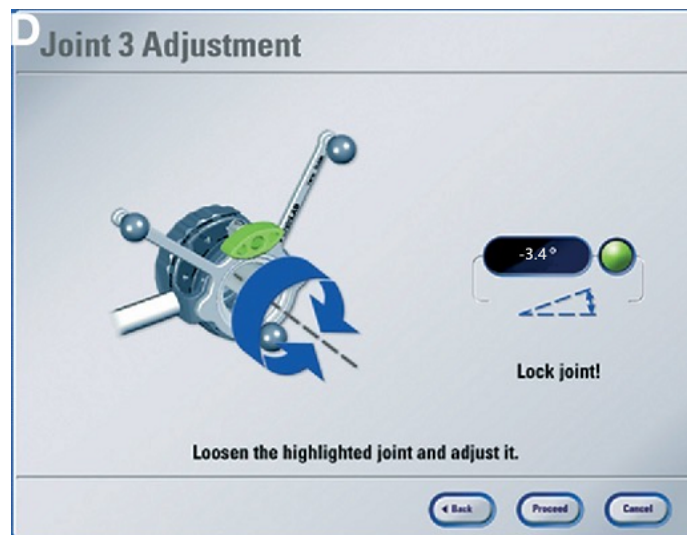 D
Joint 3 Adjustment
-3.4°
Lock joint!
Loosen the highlighted joint and adjust it.
Back
Proceed
Cancel